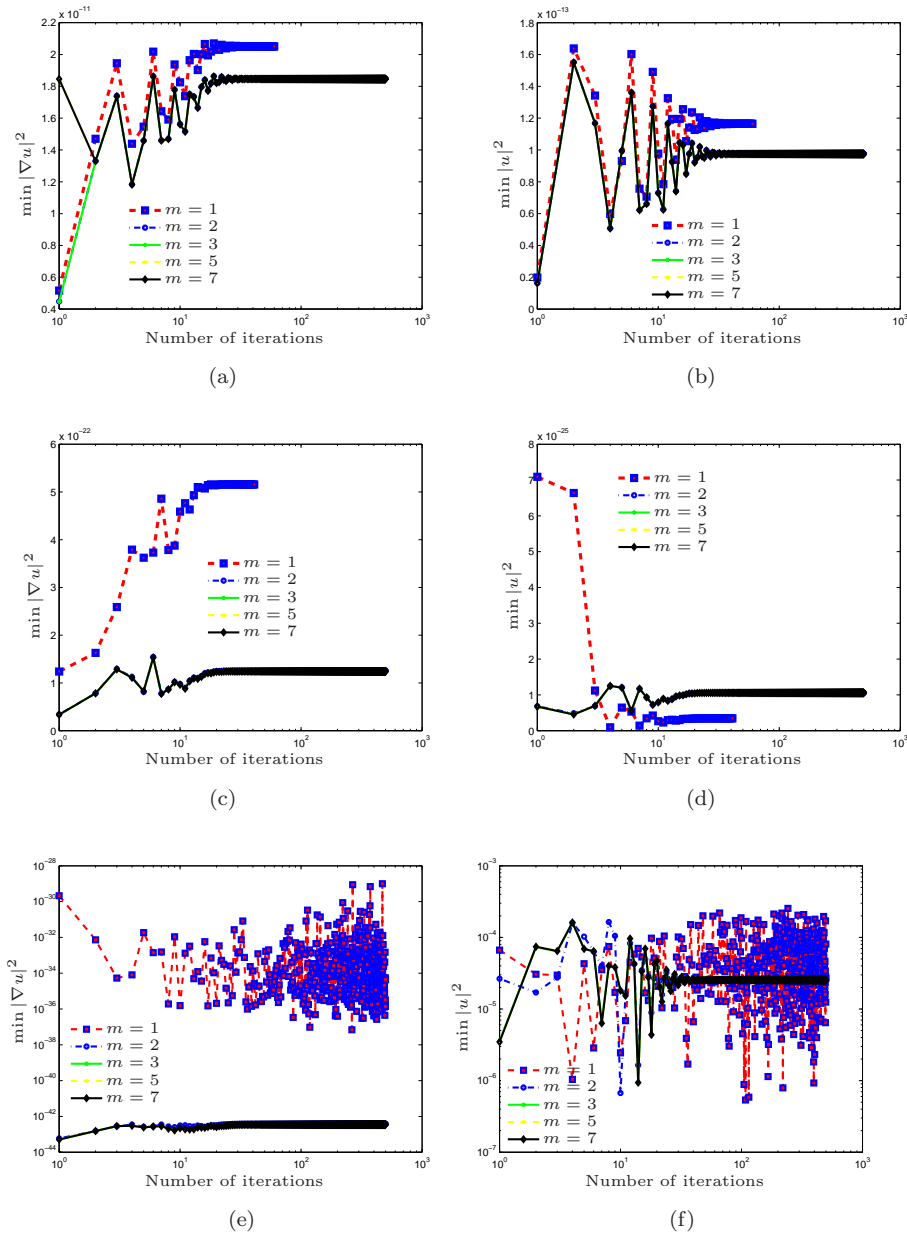 x 10^-11
2.2
2
1.8
1.6
1.4
1.2
1
0.8
0.6
0.4
min |∇u|^2
m = 1
m = 2
m = 3
m = 5
m = 7
10^0 10^1 10^2 10^3
Number of iterations
(a)
x 10^-13
1.8
1.6
1.4
1.2
1
0.8
0.6
0.4
0.2
0
min |u|^2
m = 1
m = 2
m = 3
m = 5
m = 7
10^0 10^1 10^2 10^3
Number of iterations
(b)
x 10^-22
6
5
4
3
2
1
0
min |∇u|^2
m = 1
m = 2
m = 3
m = 5
m = 7
10^0 10^1 10^2 10^3
Number of iterations
(c)
x 10^-25
8
7
6
5
4
3
2
1
0
min |u|^2
m = 1
m = 2
m = 3
m = 5
m = 7
10^0 10^1 10^2 10^3
Number of iterations
(d)
10^-28
10^-30
10^-32
10^-34
10^-36
10^-38
10^-40
10^-42
10^-44
min |∇u|^2
m = 1
m = 2
m = 3
m = 5
m = 7
10^0 10^1 10^2 10^3
Number of iterations
(e)
10^-3
10^-4
10^-5
10^-6
10^-7
min |u|^2
m = 1
m = 2
m = 3
m = 5
m = 7
10^0 10^1 10^2 10^3
Number of iterations
(f)